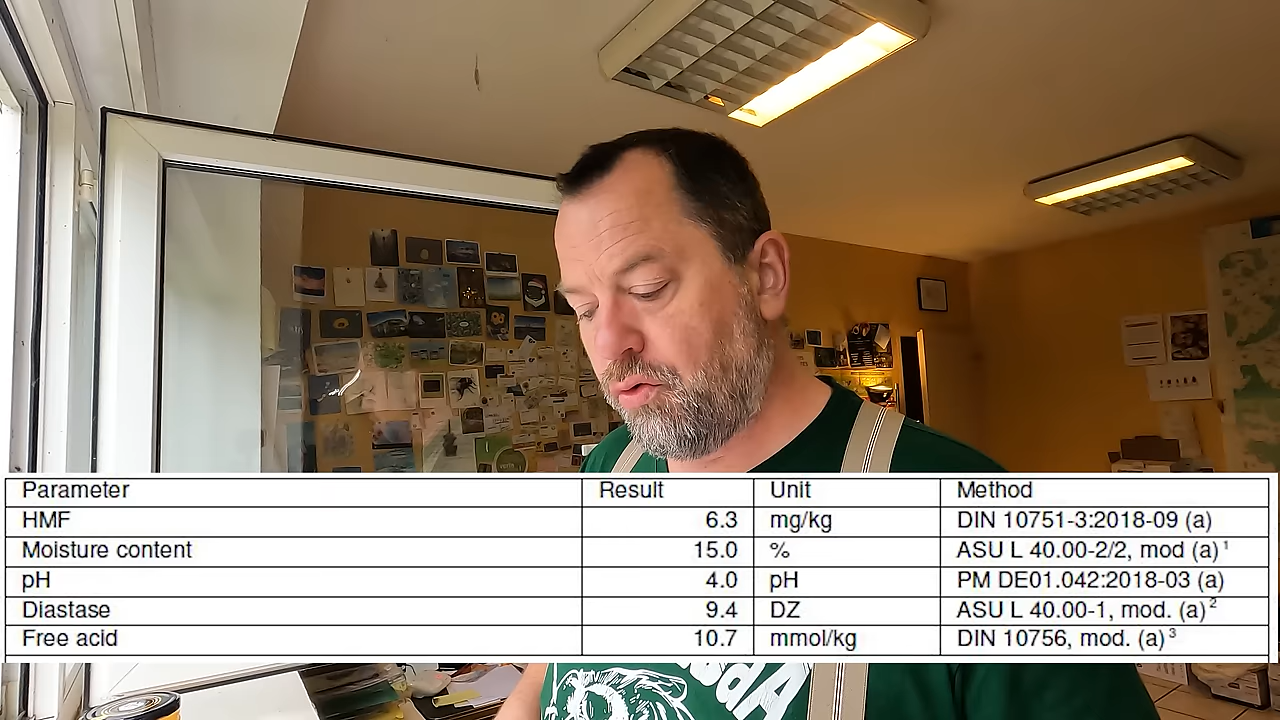 Parameter Result Unit Method
HMF 6.3 mg/kg DIN 10751-3:2018-09 (a)
Moisture content 15.0 % ASU L 40.00-2/2, mod (a) 1
pH 4.0 pH PM DE01.042:2018-03 (a)
Diastase 9.4 DZ ASU L 40.00-1, mod. (a) 2
Free acid 10.7 mmol/kg DIN 10756, mod. (a) 3